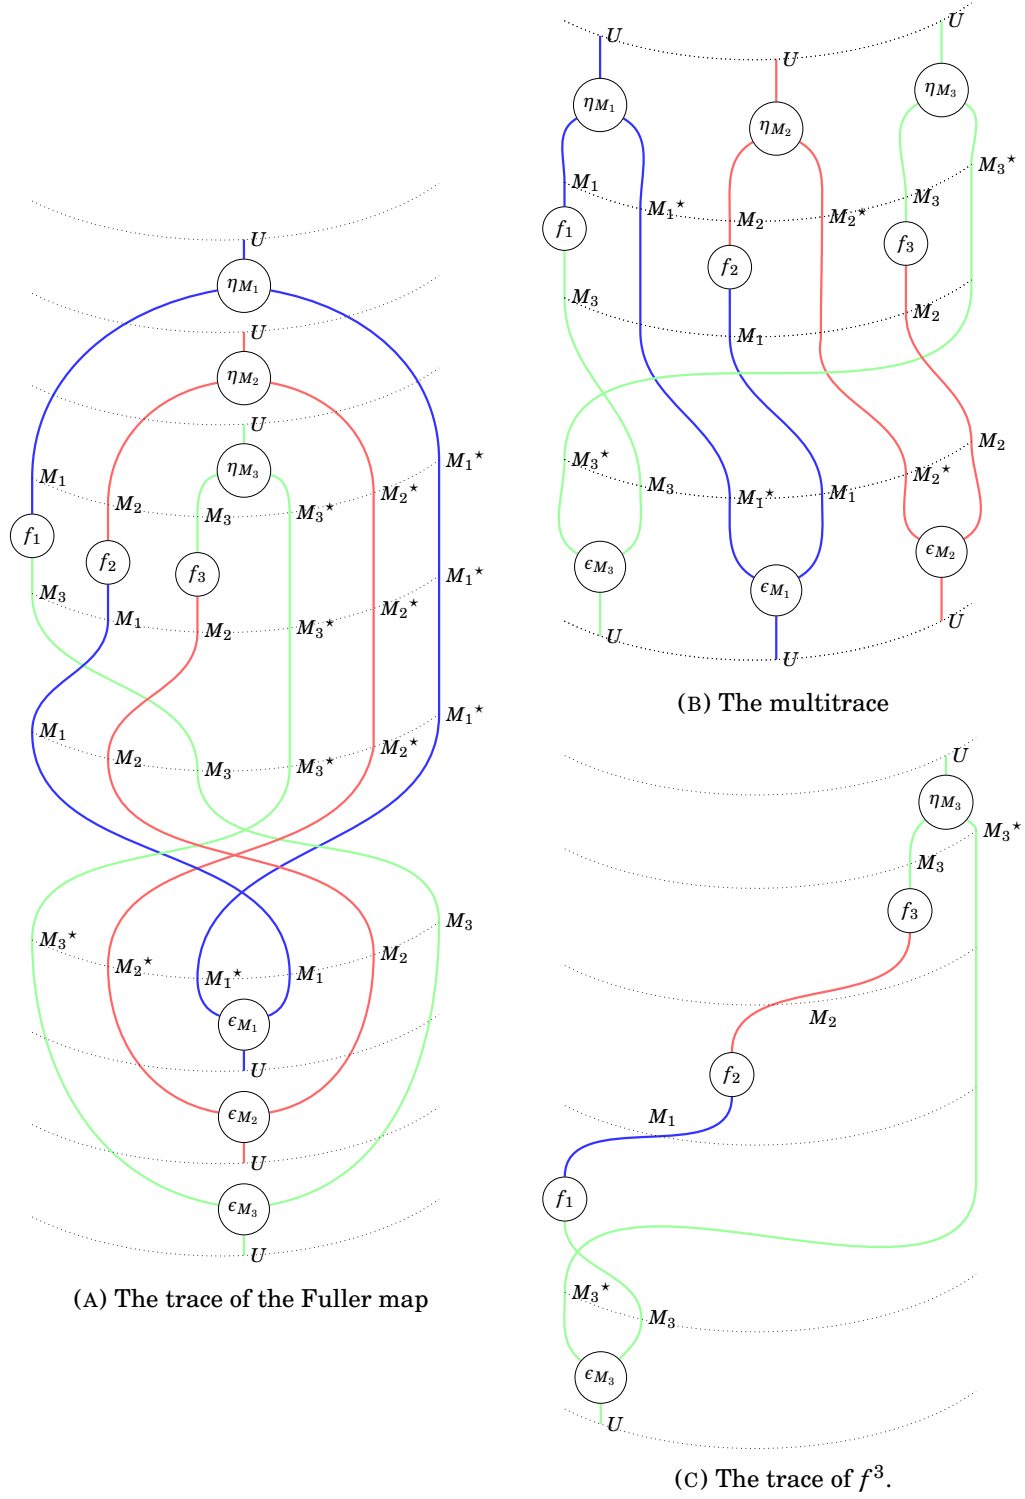 U
η_{M_1}
U
η_{M_2}
U
η_{M_3}
M_1 M_2 M_3 M_3^⋆ M_2^⋆ M_1^⋆
f_1 f_2 f_3
M_3 M_1 M_2 M_3^⋆ M_2^⋆ M_1^⋆
M_1 M_2 M_3 M_3^⋆ M_2^⋆ M_1^⋆
M_3^⋆ M_2^⋆ M_1^⋆ M_1 M_2 M_3
ϵ_{M_1}
U
ϵ_{M_2}
U
ϵ_{M_3}
U
(A) The trace of the Fuller map
U U U
η_{M_1} η_{M_2} η_{M_3}
M_1 M_1^⋆ M_2 M_2^⋆ M_3 M_3^⋆
f_1 f_2 f_3
M_3 M_1 M_2
M_3^⋆ M_3 M_1^⋆ M_1 M_2^⋆ M_2
ϵ_{M_3} ϵ_{M_1} ϵ_{M_2}
U U U
(B) The multitrace
U
η_{M_3}
M_3 M_3^⋆
f_3
M_2
f_2
M_1
f_1
M_3^⋆ M_3
ϵ_{M_3}
U
(C) The trace of f^3.